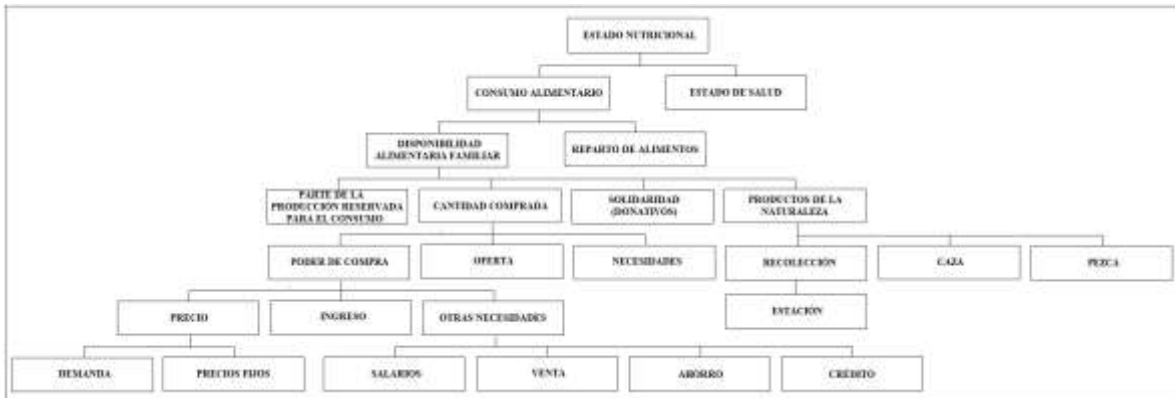 ESTADO NUTRICIONAL
CONSUMO ALIMENTARIO
ESTADO DE SALUD
DISPONIBILIDAD
ALIMENTARIA FAMILIAR
REPARTO DE ALIMENTOS
PARTE DE LA
PRODUCCIÓN RESERVADA
PARA EL CONSUMO
CANTIDAD COMPRADA
SOLIDARIDAD
(DONATIVOS)
PRODUCTOS DE LA
NATURALEZA
PODER DE COMPRA
OFERTA
NECESIDADES
RECOLECCIÓN
CAZA
PEZCA
PRECIO
INGRESO
OTRAS NECESIDADES
ESTACIÓN
DEMANDA
PRECIOS FIJOS
SALARIOS
VENTA
AHORRO
CRÉDITO